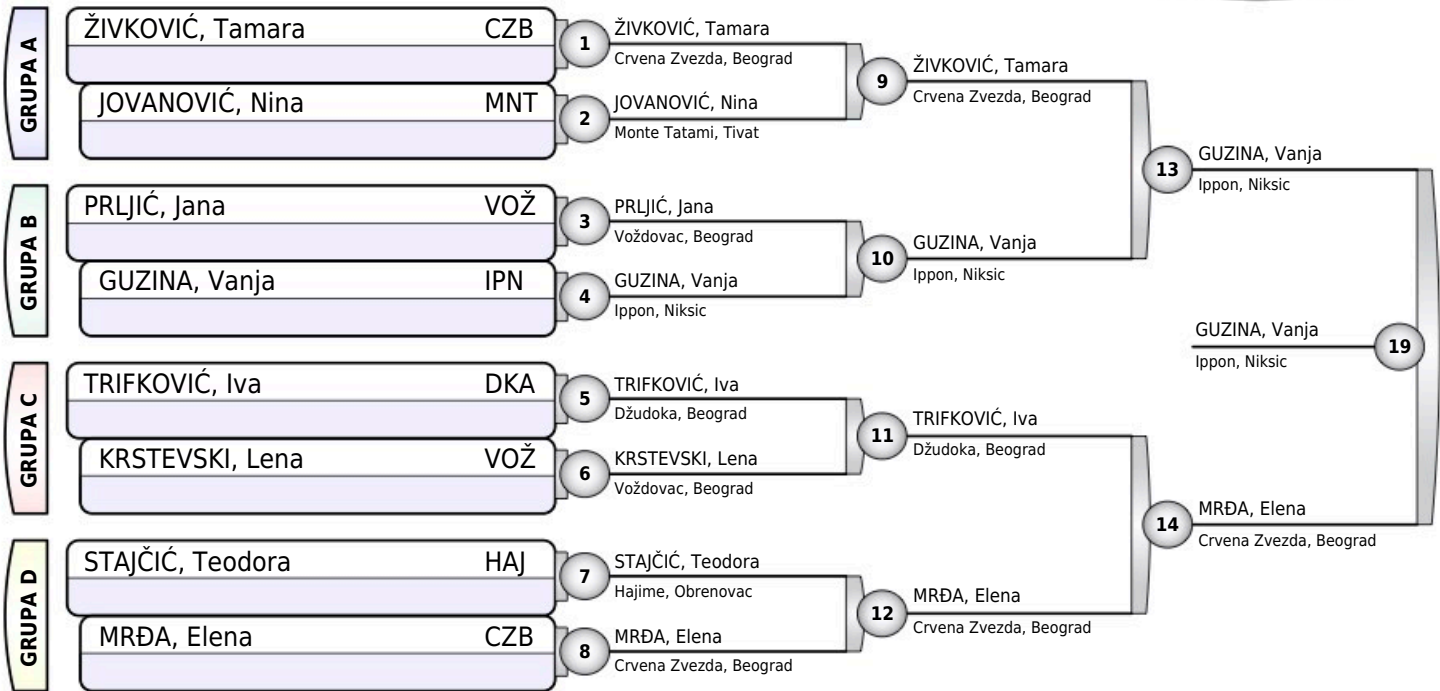 GRUPA A
ŽIVKOVIĆ, Tamara CZB
JOVANOVIĆ, Nina MNT
1
ŽIVKOVIĆ, Tamara
Crvena Zvezda, Beograd
2
JOVANOVIĆ, Nina
Monte Tatami, Tivat
9
ŽIVKOVIĆ, Tamara
Crvena Zvezda, Beograd
GRUPA B
PRLJIĆ, Jana VOŽ
GUZINA, Vanja IPN
3
PRLJIĆ, Jana
Voždovac, Beograd
4
GUZINA, Vanja
Ippon, Niksic
10
GUZINA, Vanja
Ippon, Niksic
13
GUZINA, Vanja
Ippon, Niksic
GRUPA C
TRIFKOVIĆ, Iva DKA
KRSTEVSKI, Lena VOŽ
5
TRIFKOVIĆ, Iva
Džudoka, Beograd
6
KRSTEVSKI, Lena
Voždovac, Beograd
11
TRIFKOVIĆ, Iva
Džudoka, Beograd
GRUPA D
STAJČIĆ, Teodora HAJ
MRĐA, Elena CZB
7
STAJČIĆ, Teodora
Hajime, Obrenovac
8
MRĐA, Elena
Crvena Zvezda, Beograd
12
MRĐA, Elena
Crvena Zvezda, Beograd
14
MRĐA, Elena
Crvena Zvezda, Beograd
GUZINA, Vanja
Ippon, Niksic
19